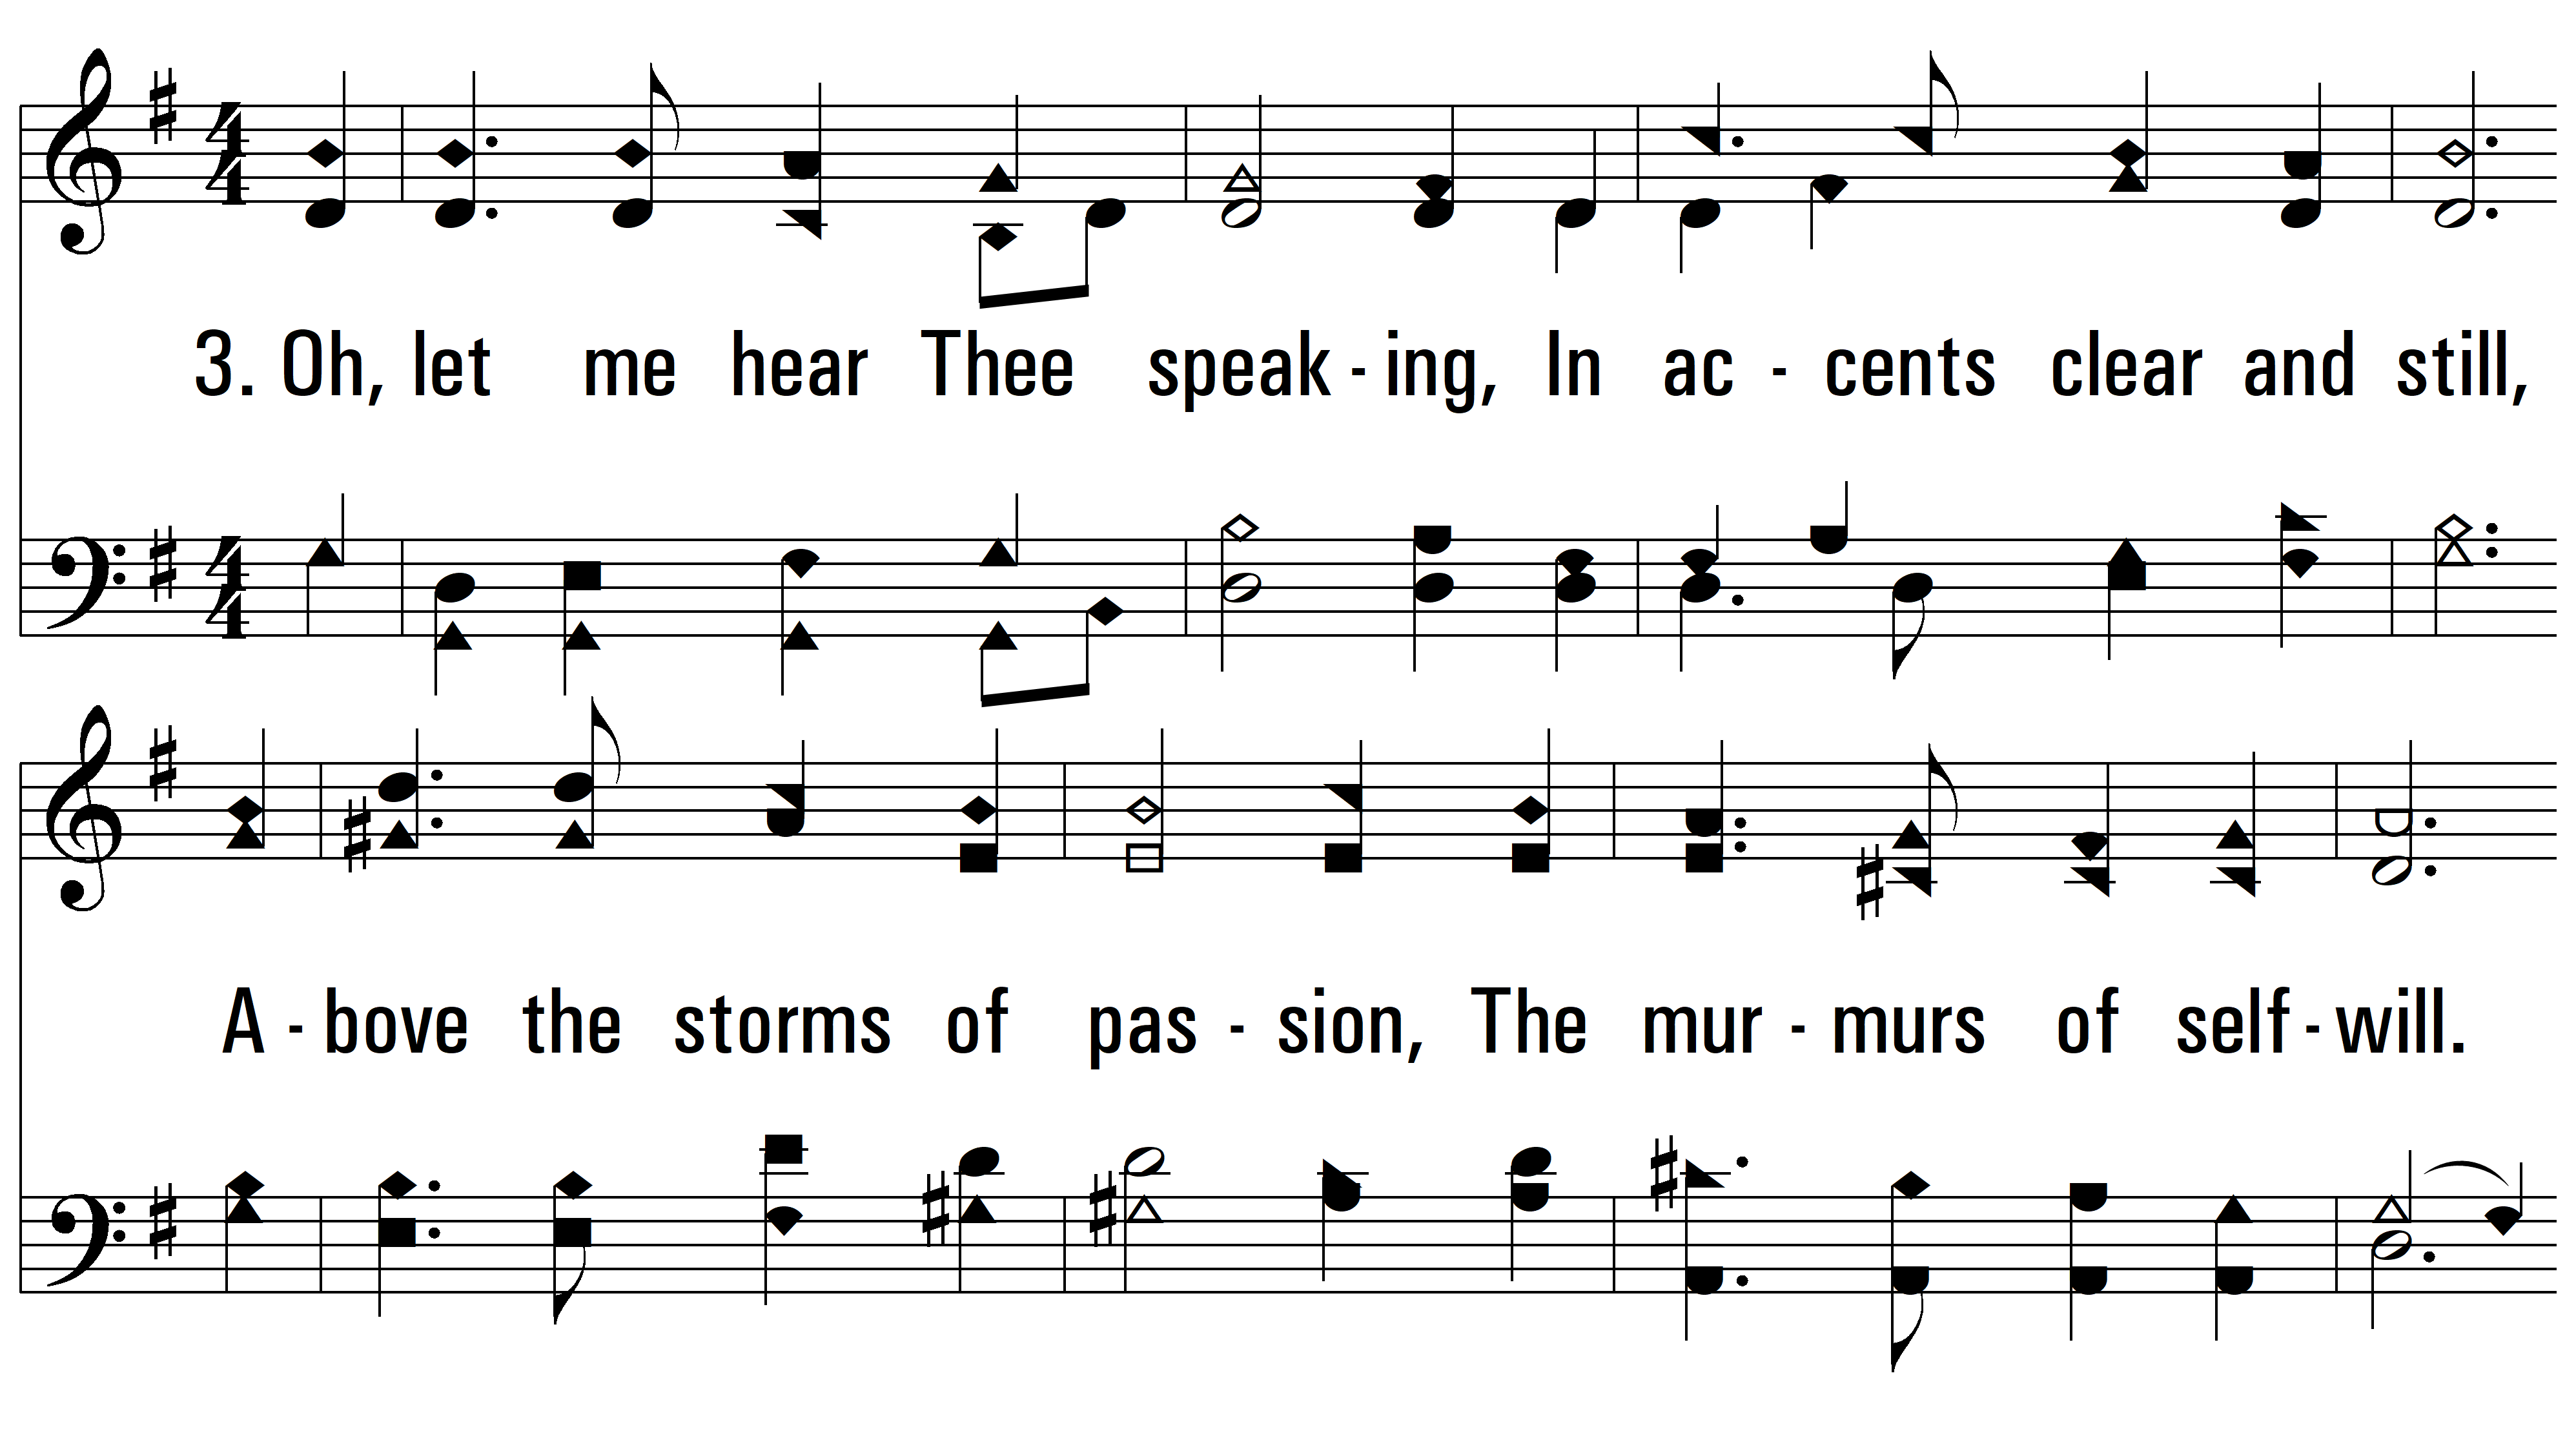 3. Oh, let me hear Thee speak - ing, In ac - cents clear and still,
A - bove the storms of pas - sion, The mur - murs of self - will.